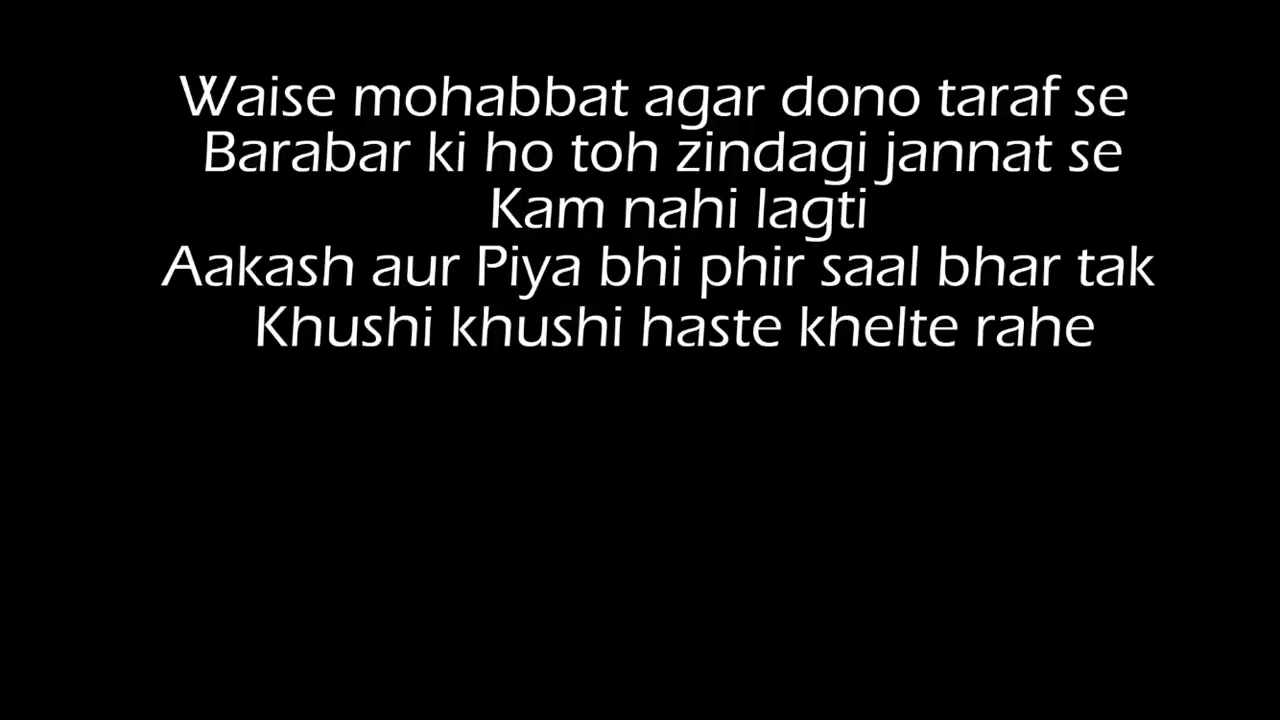 Waise mohabbat agar dono taraf se
Barabar ki ho toh zindagi jannat se
Kam nahi lagti
Aakash aur Piya bhi phir saal bhar tak
Khushi khushi haste khelte rahe